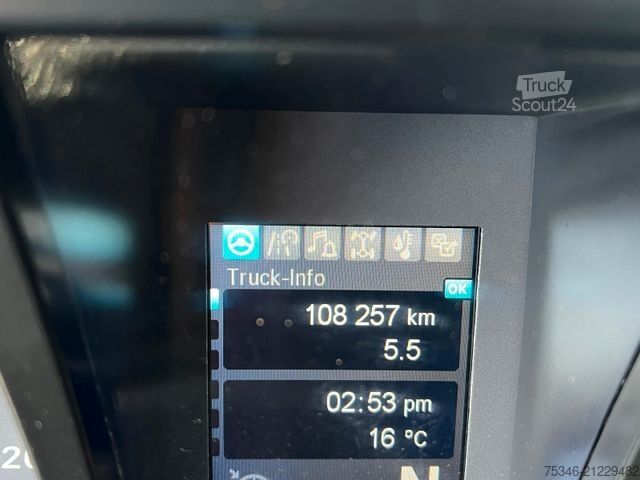 Truck
Scout24
Truck-Info
OK
108 257 km
5.5
02:53 pm
16 °C
N
75346-21229482